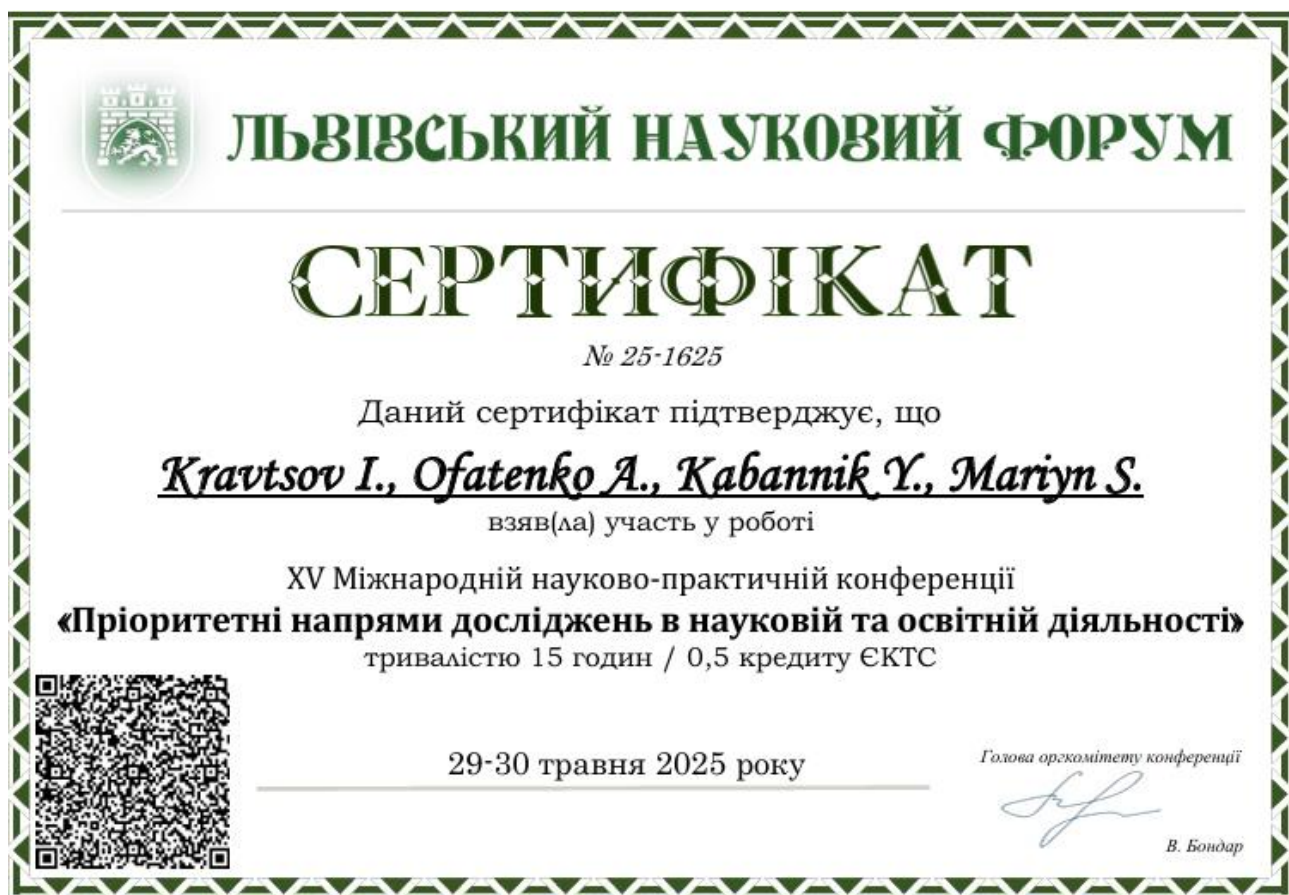 ЛЬВІВСЬКИЙ НАУКОВИЙ ФОРУМ
СЕРТИФІКАТ
№ 25-1625
Даний сертифікат підтверджує, що
Kravtsov I., Ofatenko A., Kabannik Y., Mariyn S.
взяв(ла) участь у роботі
XV Міжнародній науково-практичній конференції
«Пріоритетні напрями досліджень в науковій та освітній діяльності»
тривалістю 15 годин / 0,5 кредиту ЄКТС
29-30 травня 2025 року
Голова оргкомітету конференції
В. Бондар